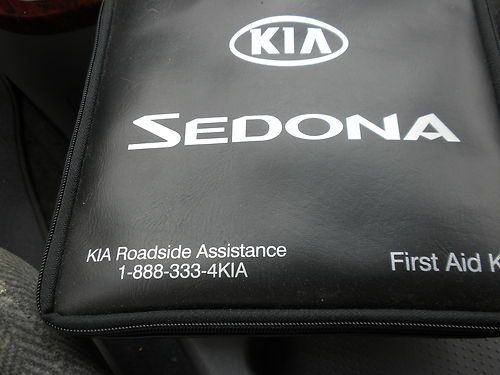 KIA
SEDONA
KIA Roadside Assistance
1-888-333-4KIA
First Aid K